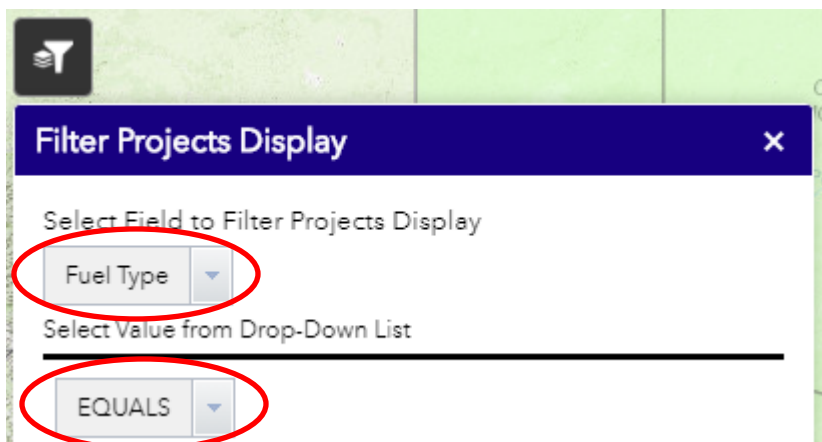 Filter Projects Display
Select Field to Filter Projects Display
Fuel Type
Select Value from Drop-Down List
EQUALS